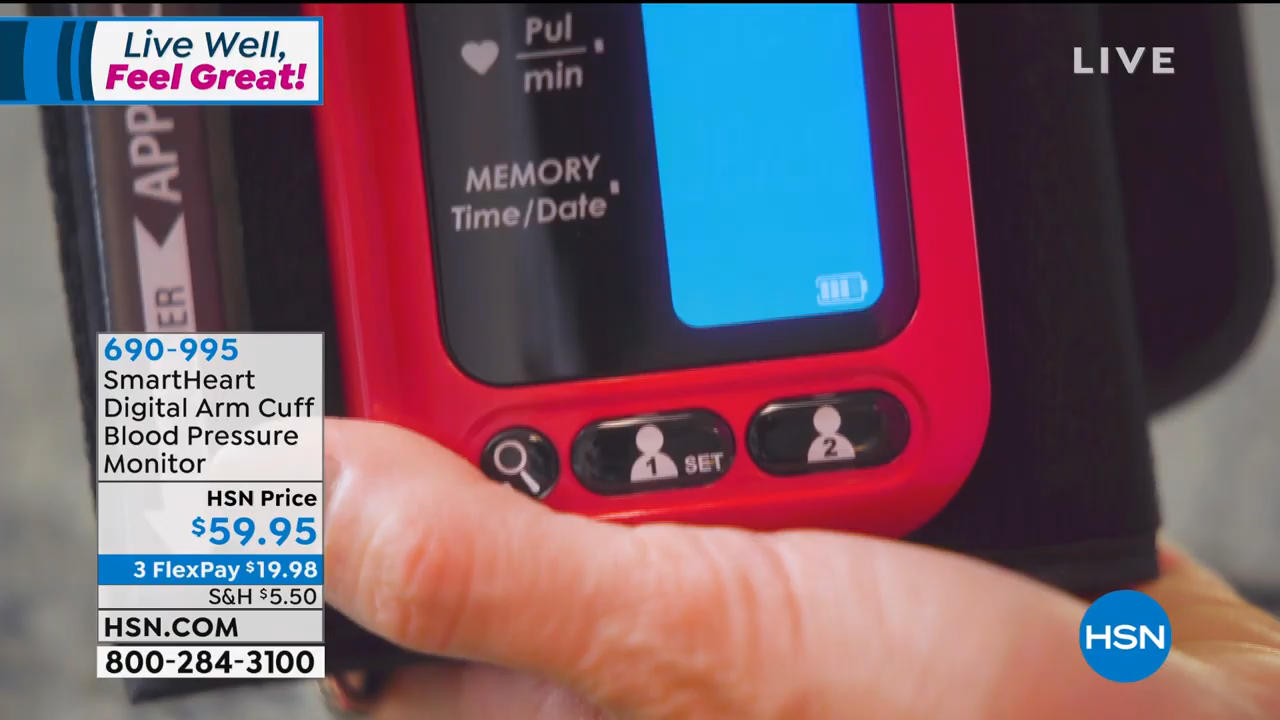 Live Well,
Feel Great!
LIVE
Pul
min
MEMORY
Time/Date
APP
ER
1 SET
2
690-995
SmartHeart
Digital Arm Cuff
Blood Pressure
Monitor
HSN Price
$59.95
3 FlexPay $19.98
S&H $5.50
HSN.COM
800-284-3100
HSN